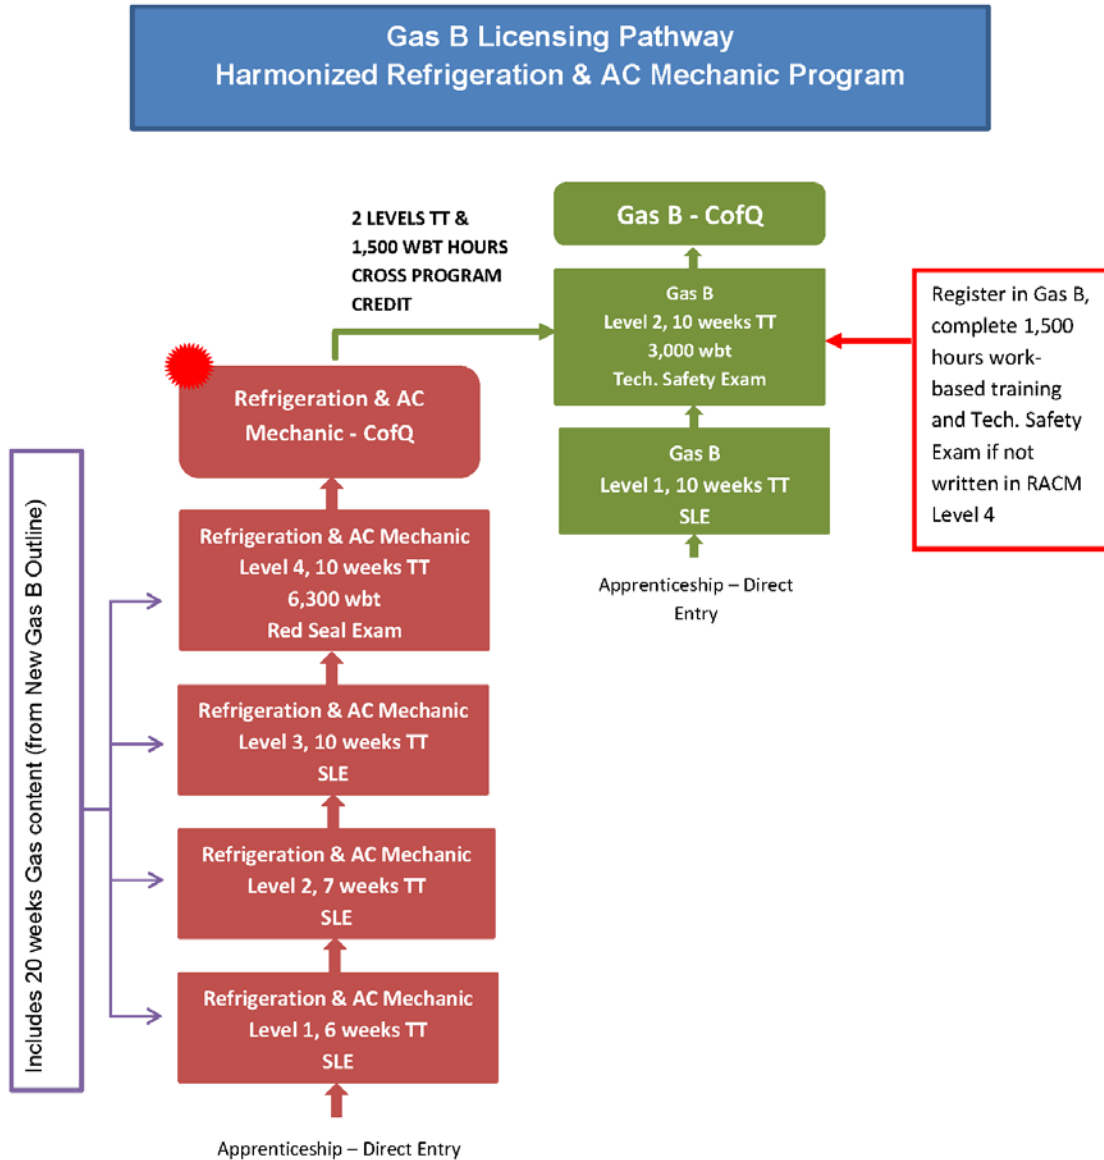 Gas B Licensing Pathway
Harmonized Refrigeration & AC Mechanic Program
2 LEVELS TT &
1,500 WBT HOURS
CROSS PROGRAM
CREDIT
Gas B - CofQ
Gas B
Level 2, 10 weeks TT
3,000 wbt
Tech. Safety Exam
Gas B
Level 1, 10 weeks TT
SLE
Apprenticeship – Direct
Entry
Register in Gas B,
complete 1,500
hours work-
based training
and Tech. Safety
Exam if not
written in RACM
Level 4
Refrigeration & AC
Mechanic - CofQ
Refrigeration & AC Mechanic
Level 4, 10 weeks TT
6,300 wbt
Red Seal Exam
Refrigeration & AC Mechanic
Level 3, 10 weeks TT
SLE
Refrigeration & AC Mechanic
Level 2, 7 weeks TT
SLE
Refrigeration & AC Mechanic
Level 1, 6 weeks TT
SLE
Apprenticeship – Direct Entry
Includes 20 weeks Gas content (from New Gas B Outline)